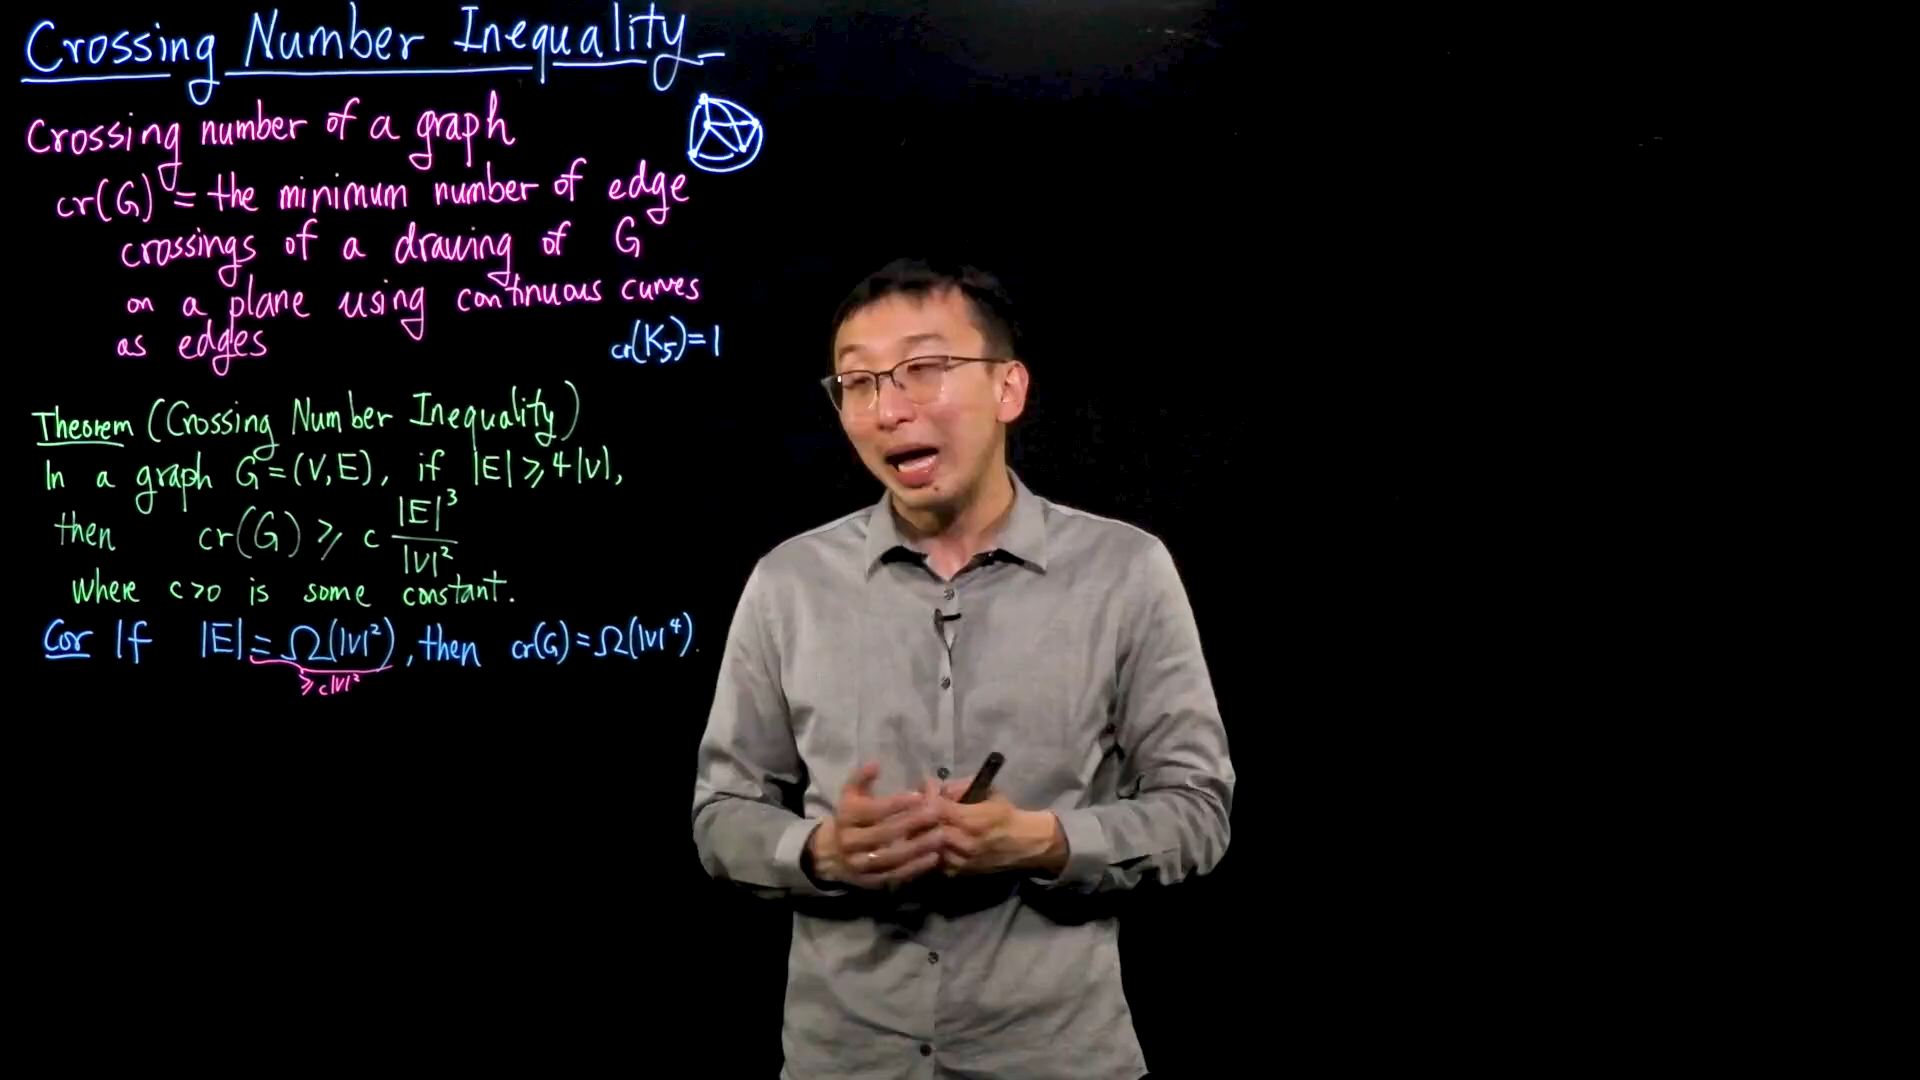 Crossing Number Inequality
Crossing number of a graph
cr(G) = the minimum number of edge
crossings of a drawing of G
on a plane using continuous curves
as edges
cr(K₅)=1
Theorem (Crossing Number Inequality)
In a graph G=(V,E), if |E| ⩾ 4|V|,
then cr(G) ⩾ c |E|³/|V|²
where c>0 is some constant.
Cor If |E| = Ω(|V|²), then cr(G) = Ω(|V|⁴).
⩾ c|V|²